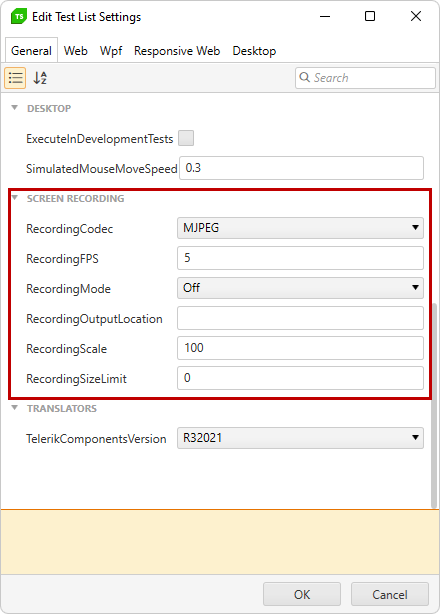 TS Edit Test List Settings
General Web Wpf Responsive Web Desktop
A Z Search
DESKTOP
ExecuteInDevelopmentTests
SimulatedMouseMoveSpeed 0.3
SCREEN RECORDING
RecordingCodec MJPEG
RecordingFPS 5
RecordingMode Off
RecordingOutputLocation
RecordingScale 100
RecordingSizeLimit 0
TRANSLATORS
TelerikComponentsVersion R32021
OK Cancel